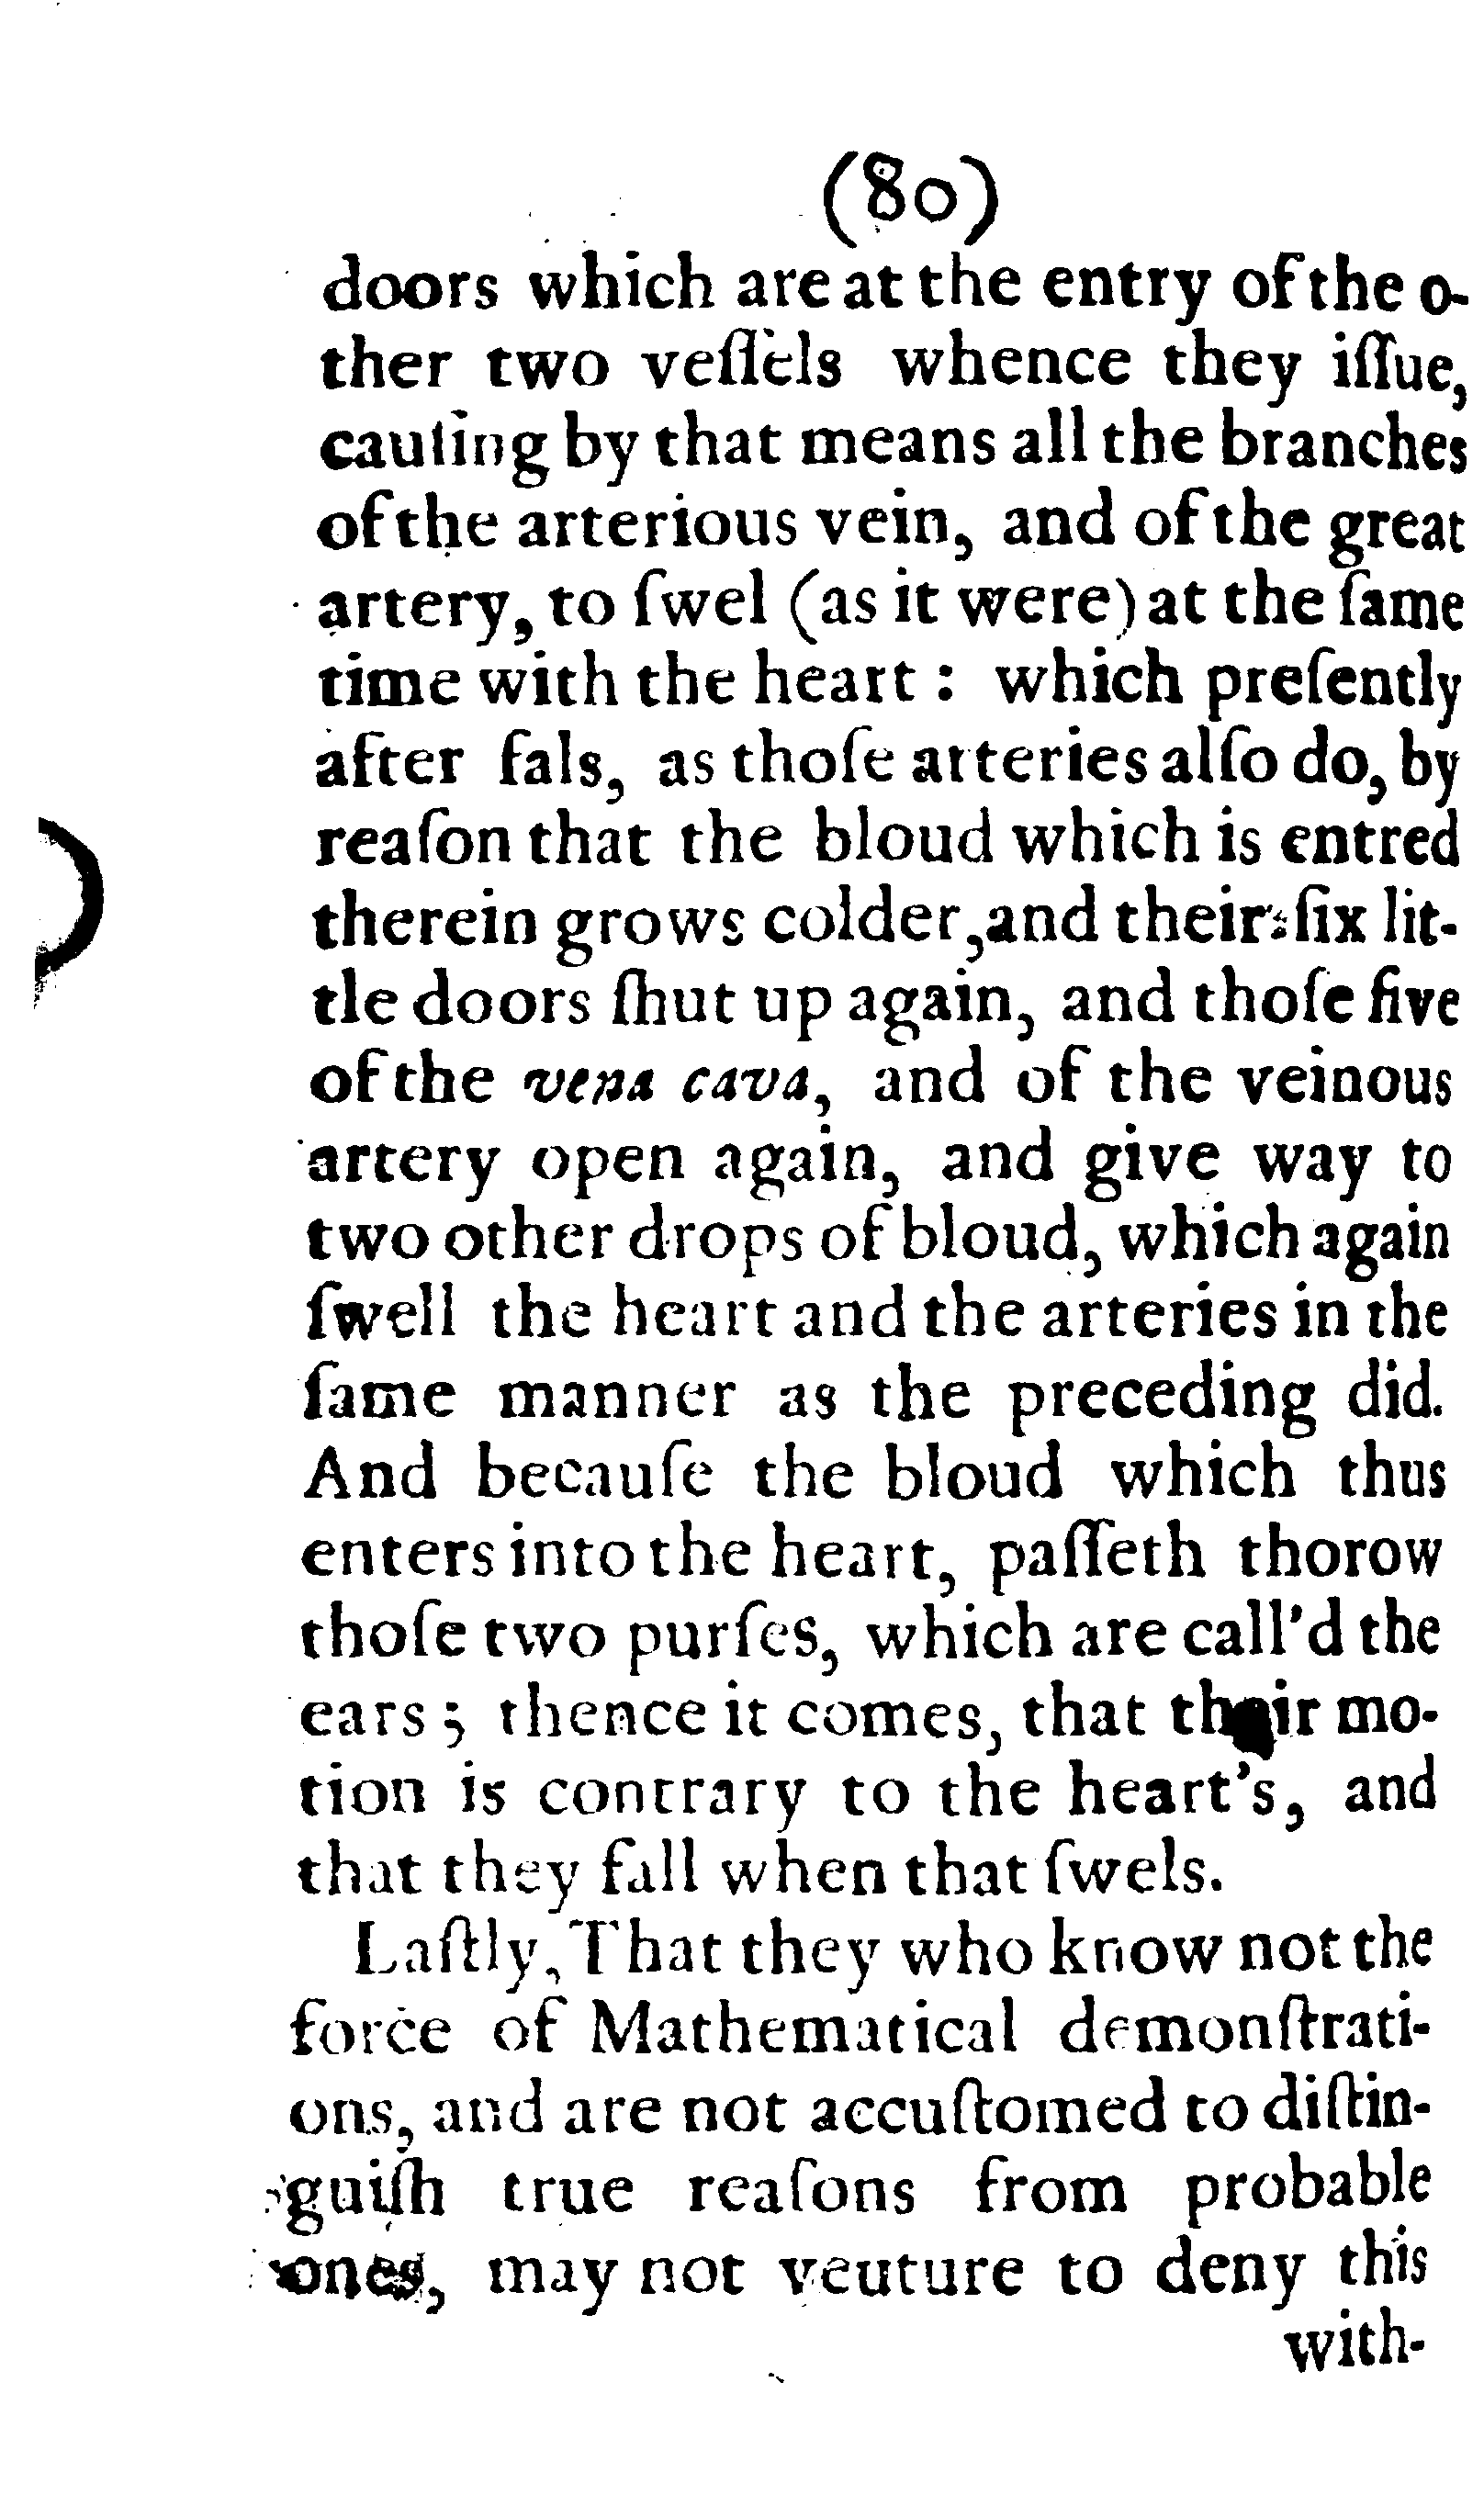 (80)
doors which are at the entry of the o-
ther two veſſels whence they iſſue,
cauſing by that means all the branches
of the arterious vein, and of the great
artery, to ſwel (as it were) at the ſame
time with the heart : which preſently
after fals, as thoſe arteries alſo do, by
reaſon that the bloud which is entred
therein grows colder, and their ſix lit-
tle doors ſhut up again, and thoſe five
of the vena cava, and of the veinous
artery open again, and give way to
two other drops of bloud, which again
ſwell the heart and the arteries in the
ſame manner as the preceding did.
And becauſe the bloud which thus
enters into the heart, paſſeth thorow
thoſe two purſes, which are call'd the
ears ; thence it comes, that their mo-
tion is contrary to the heart's, and
that they fall when that ſwels.
Laſtly, That they who know not the
force of Mathematical demonſtrati-
ons, and are not accuſtomed to diſtin-
guiſh true reaſons from probable
ones, may not veuture to deny this
with-